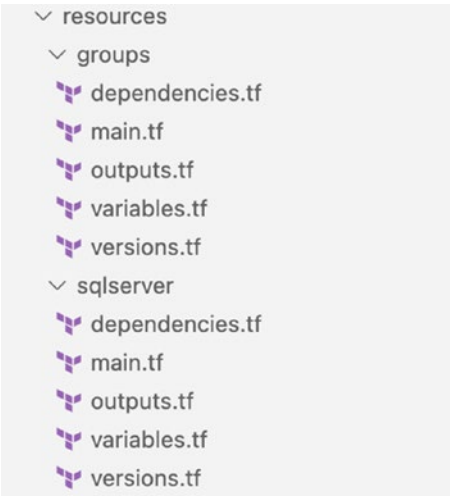 resources
groups
dependencies.tf
main.tf
outputs.tf
variables.tf
versions.tf
sqlserver
dependencies.tf
main.tf
outputs.tf
variables.tf
versions.tf